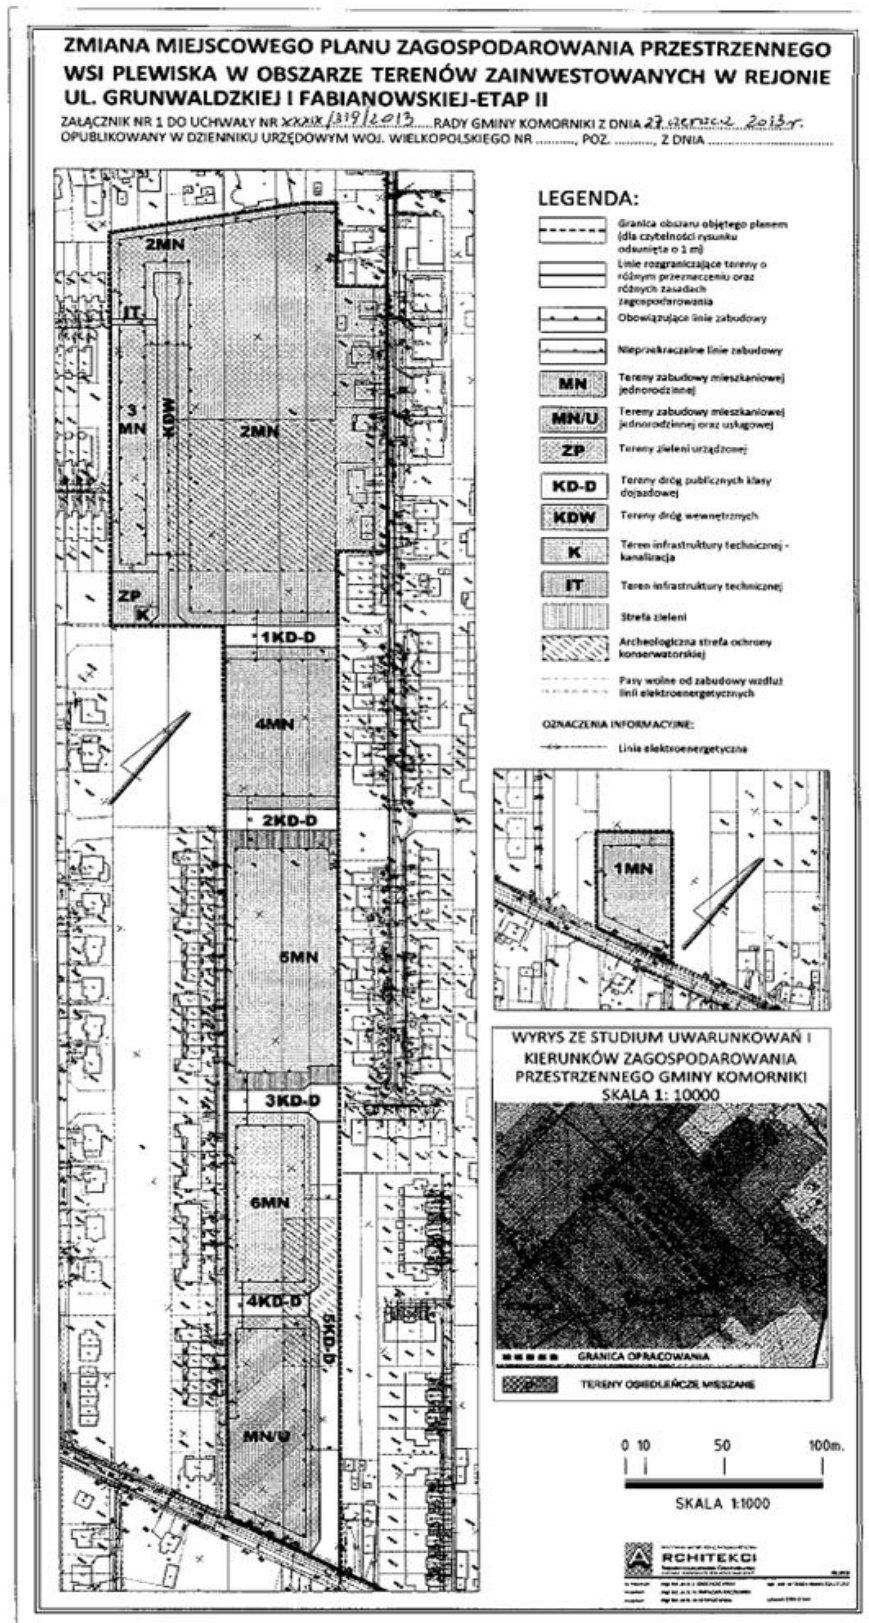 ZMIANA MIEJSCOWEGO PLANU ZAGOSPODAROWANIA PRZESTRZENNEGO
WSI PLEWISKA W OBSZARZE TERENÓW ZAINWESTOWANYCH W REJONIE
UL. GRUNWALDZKIEJ I FABIANOWSKIEJ-ETAP II
ZAŁĄCZNIK NR 1 DO UCHWAŁY NR XXXIX/319/2013 RADY GMINY KOMORNIKI Z DNIA 27 czerwca 2013r.
OPUBLIKOWANY W DZIENNIKU URZĘDOWYM WOJ. WIELKOPOLSKIEGO NR .........., POZ. .........., Z DNIA ..........
2MN
IT
3
MN
KDW
2MN
ZP
K
1KD-D
4MN
2KD-D
5MN
3KD-D
6MN
4KD-D
5KD-D
MN/U
LEGENDA:
Granica obszaru objętego planem
(dla czytelności rysunku
odsunięta o 1 m)
Linie rozgraniczające tereny o
różnym przeznaczeniu oraz
różnych zasadach
zagospodarowania
Obowiązujące linie zabudowy
Nieprzekraczalne linie zabudowy
MN Tereny zabudowy mieszkaniowej
jednorodzinnej
MN/U Tereny zabudowy mieszkaniowej
jednorodzinnej oraz usługowej
ZP Tereny zieleni urządzonej
KD-D Tereny dróg publicznych klasy
dojazdowej
KDW Tereny dróg wewnętrznych
K Teren infrastruktury technicznej -
kanalizacja
IT Teren infrastruktury technicznej
Strefa zieleni
Archeologiczna strefa ochrony
konserwatorskiej
Pasy wolne od zabudowy wzdłuż
linii elektroenergetycznych
OZNACZENIA INFORMACYJNE:
Linia elektroenergetyczna
1MN
WYRYS ZE STUDIUM UWARUNKOWAŃ I
KIERUNKÓW ZAGOSPODAROWANIA
PRZESTRZENNEGO GMINY KOMORNIKI
SKALA 1: 10000
GRANICA OPRACOWANIA
TERENY OSIEDLEŃCZE MIESZANE
0 10 50 100m.
SKALA 1:1000
ARCHITEKCI